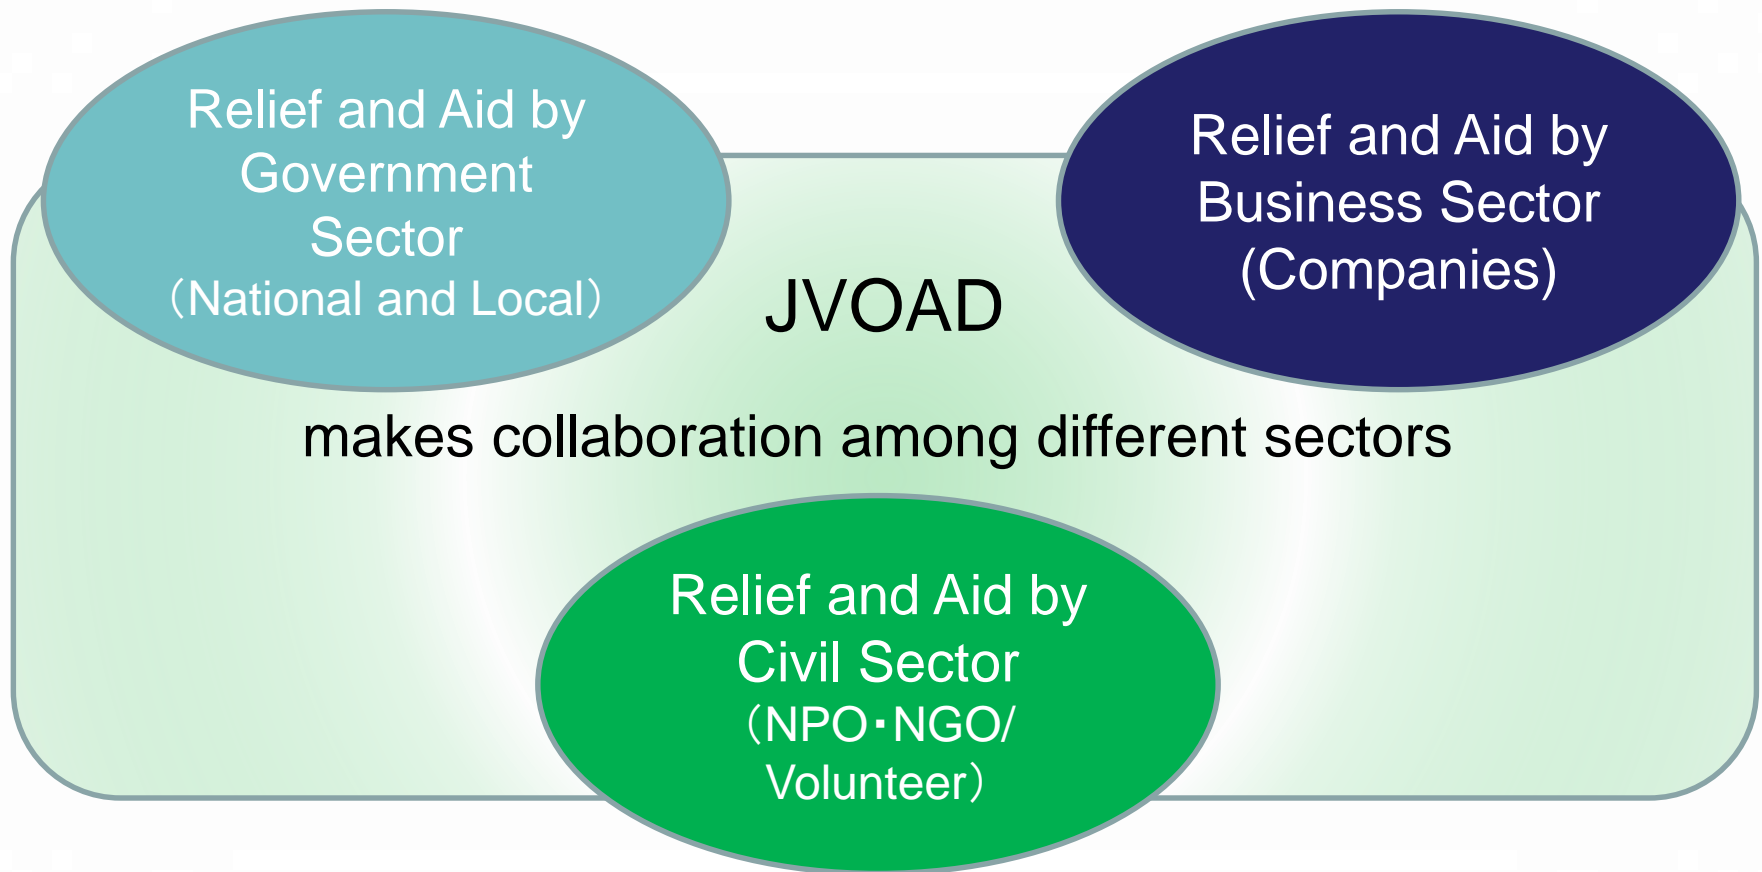 Relief and Aid by
Government
Sector
（National and Local）
Relief and Aid by
Business Sector
(Companies)
JVOAD
makes collaboration among different sectors
Relief and Aid by
Civil Sector
（NPO・NGO/
Volunteer）